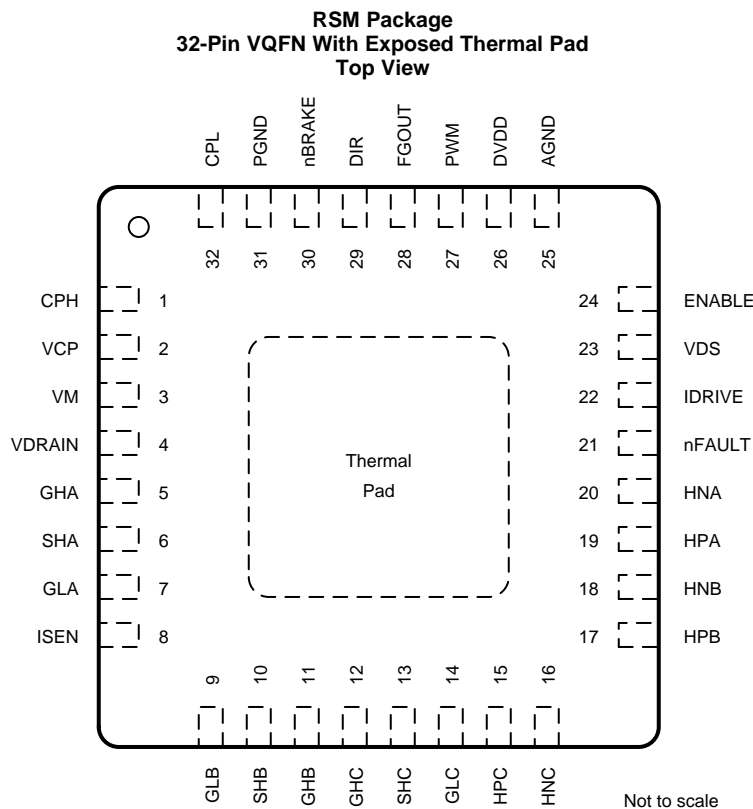 RSM Package
32-Pin VQFN With Exposed Thermal Pad
Top View
CPL PGND nBRAKE DIR FGOUT PWM DVDD AGND
32 31 30 29 28 27 26 25
CPH 1 24 ENABLE
VCP 2 23 VDS
VM 3 22 IDRIVE
VDRAIN 4 21 nFAULT
GHA 5 20 HNA
SHA 6 19 HPA
GLA 7 18 HNB
ISEN 8 17 HPB
Thermal
Pad
9 10 11 12 13 14 15 16
GLB SHB GHB GHC SHC GLC HPC HNC
Not to scale